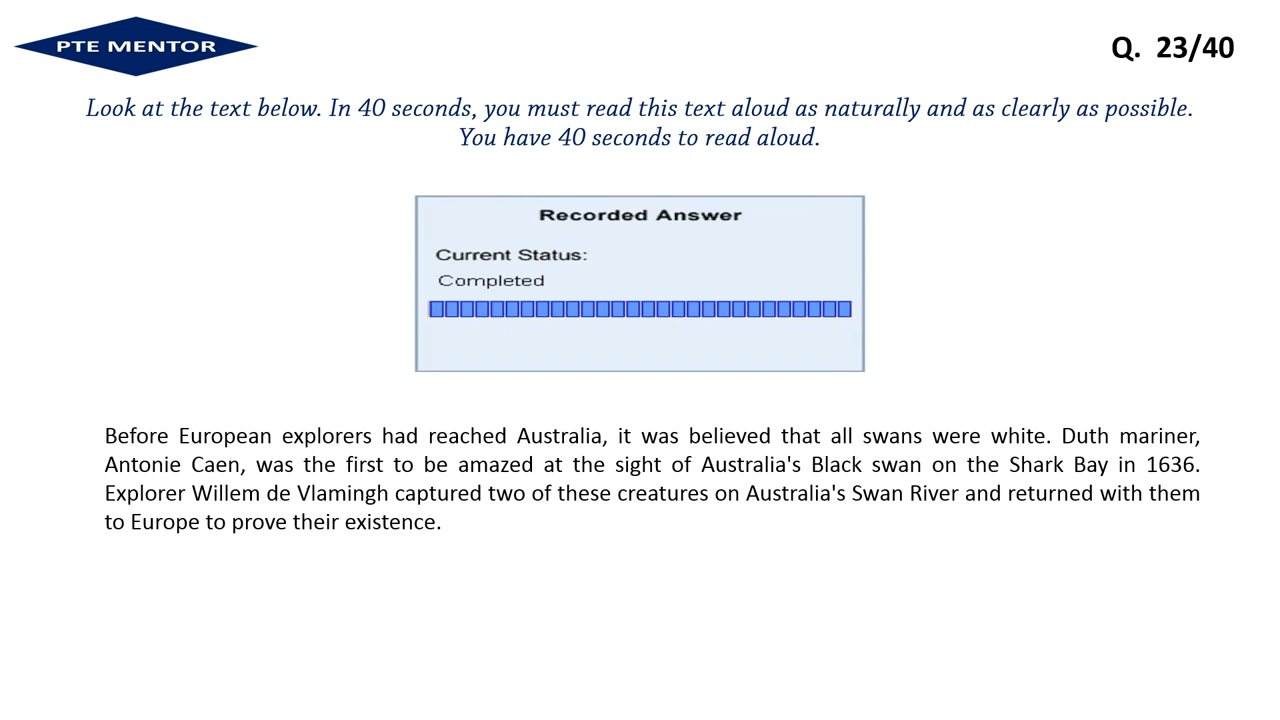 PTE MENTOR
Q. 23/40
Look at the text below. In 40 seconds, you must read this text aloud as naturally and as clearly as possible.
You have 40 seconds to read aloud.
Recorded Answer
Current Status:
Completed
Before European explorers had reached Australia, it was believed that all swans were white. Duth mariner,
Antonie Caen, was the first to be amazed at the sight of Australia's Black swan on the Shark Bay in 1636.
Explorer Willem de Vlamingh captured two of these creatures on Australia's Swan River and returned with them
to Europe to prove their existence.